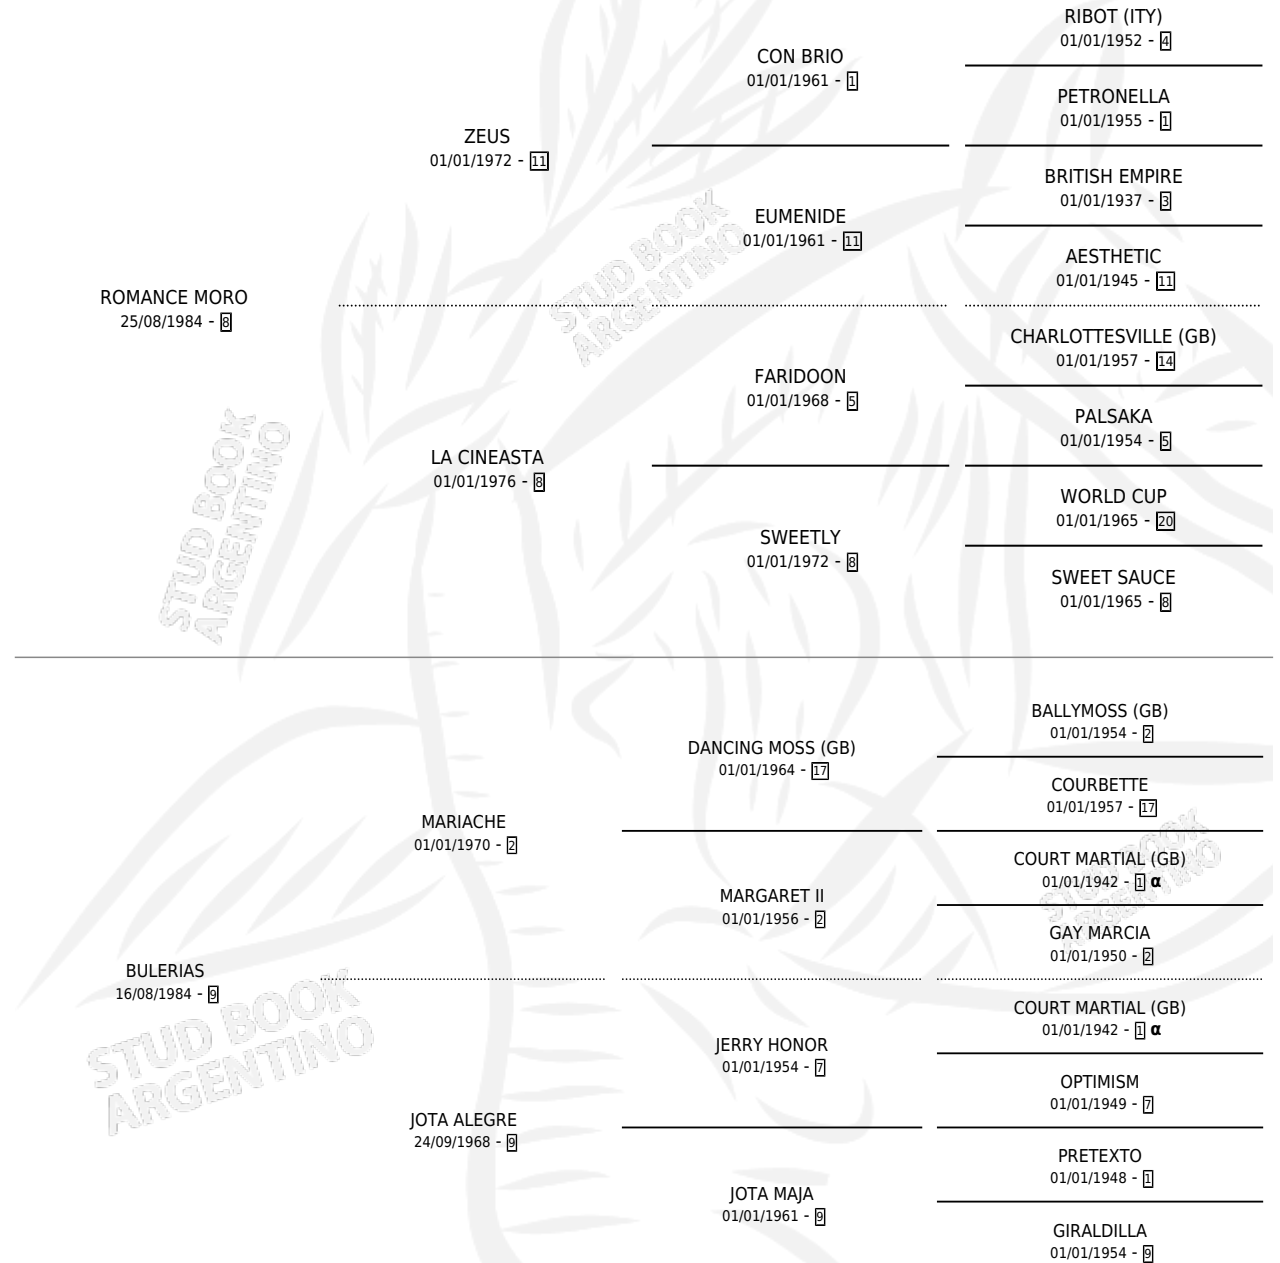 RIBOT (ITY)
01/01/1952 - 4
CON BRIO
01/01/1961 - 1
PETRONELLA
01/01/1955 - 1
ZEUS
01/01/1972 - 11
BRITISH EMPIRE
01/01/1937 - 3
EUMENIDE
01/01/1961 - 11
AESTHETIC
01/01/1945 - 11
ROMANCE MORO
25/08/1984 - 8
CHARLOTTESVILLE (GB)
01/01/1957 - 14
FARIDOON
01/01/1968 - 5
PALSAKA
01/01/1954 - 5
LA CINEASTA
01/01/1976 - 8
WORLD CUP
01/01/1965 - 20
SWEETLY
01/01/1972 - 8
SWEET SAUCE
01/01/1965 - 8
BALLYMOSS (GB)
01/01/1954 - 2
DANCING MOSS (GB)
01/01/1964 - 17
COURBETTE
01/01/1957 - 17
MARIACHE
01/01/1970 - 2
COURT MARTIAL (GB)
01/01/1942 - 1 α
MARGARET II
01/01/1956 - 2
GAY MARCIA
01/01/1950 - 2
BULERIAS
16/08/1984 - 9
COURT MARTIAL (GB)
01/01/1942 - 1 α
JERRY HONOR
01/01/1954 - 7
OPTIMISM
01/01/1949 - 7
JOTA ALEGRE
24/09/1968 - 9
PRETEXTO
01/01/1948 - 1
JOTA MAJA
01/01/1961 - 9
GIRALDILLA
01/01/1954 - 9
STUD BOOK
ARGENTINO
STUD BOOK
ARGENTINO
STUD BOOK
ARGENTINO
STUD BOOK
ARGENTINO